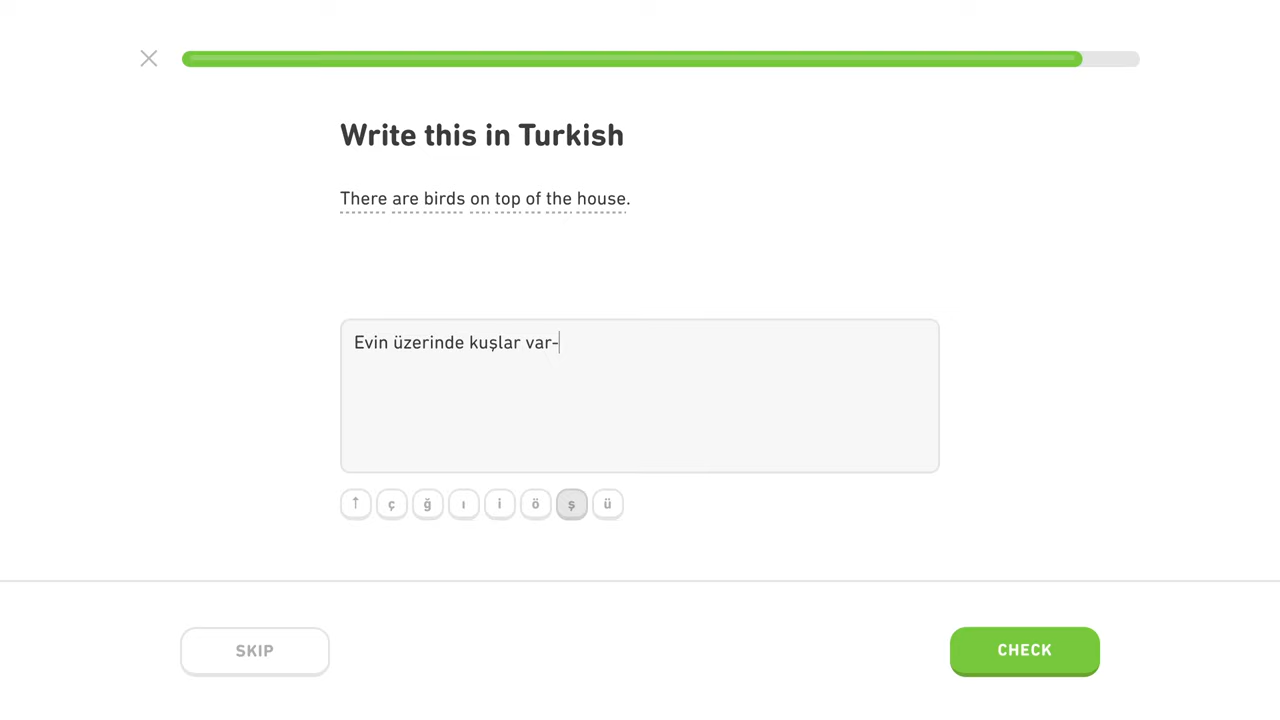 Write this in Turkish
There are birds on top of the house.
Evin üzerinde kuşlar var-
↑ ç ğ ı i ö ş ü
SKIP
CHECK